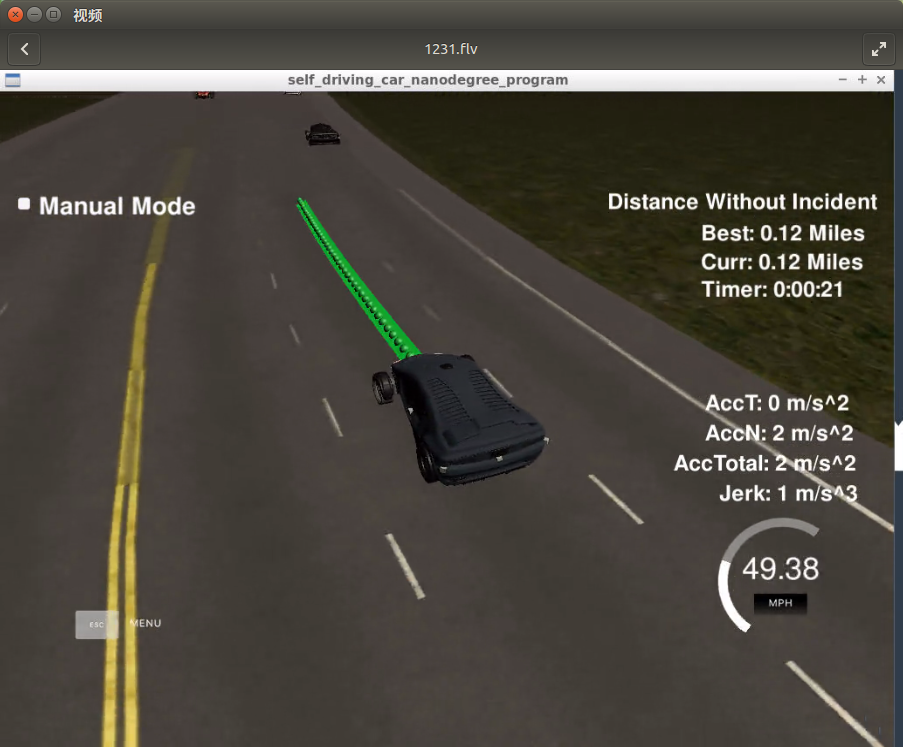 视频
1231.flv
self_driving_car_nanodegree_program
Manual Mode
Distance Without Incident
Best: 0.12 Miles
Curr: 0.12 Miles
Timer: 0:00:21
AccT: 0 m/s^2
AccN: 2 m/s^2
AccTotal: 2 m/s^2
Jerk: 1 m/s^3
49.38
MPH
ESC MENU